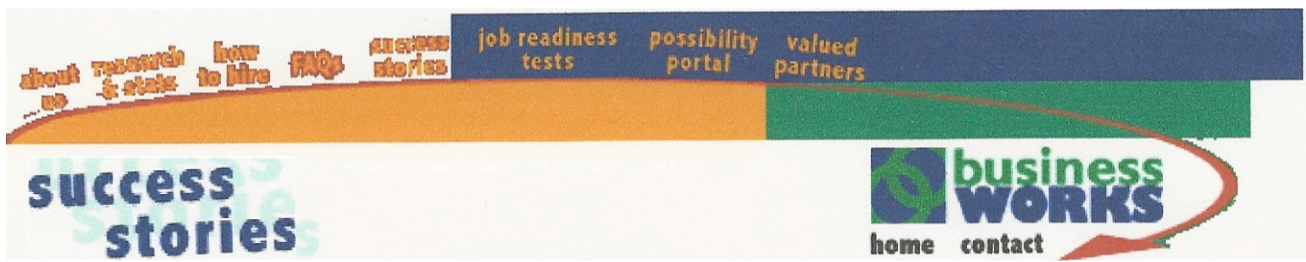 about
us
research
& stats
how
to hire
FAQs
success
stories
job readiness
tests
possibility
portal
valued
partners
success
stories
business
WORKS
home contact